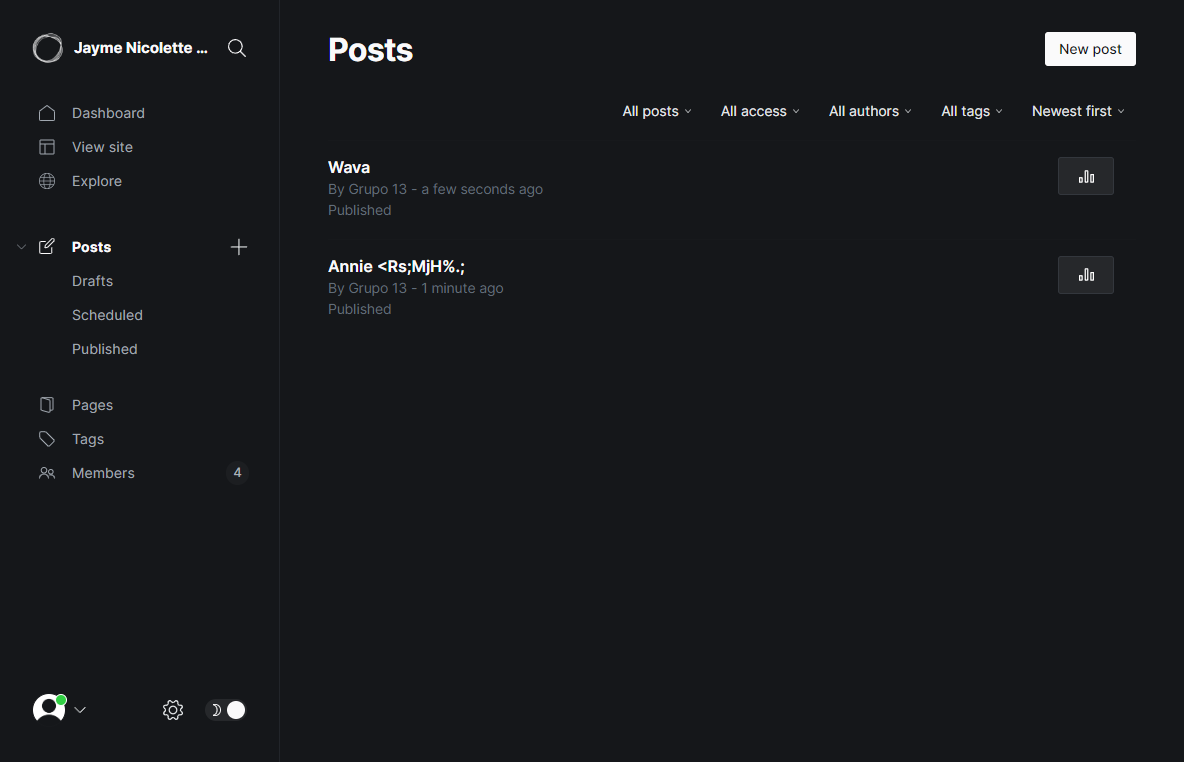 Jayme Nicolette ...
Dashboard
View site
Explore
Posts
Drafts
Scheduled
Published
Pages
Tags
Members 4
Posts
New post
All posts All access All authors All tags Newest first
Wava
By Grupo 13 - a few seconds ago
Published
Annie <Rs;MjH%.;
By Grupo 13 - 1 minute ago
Published